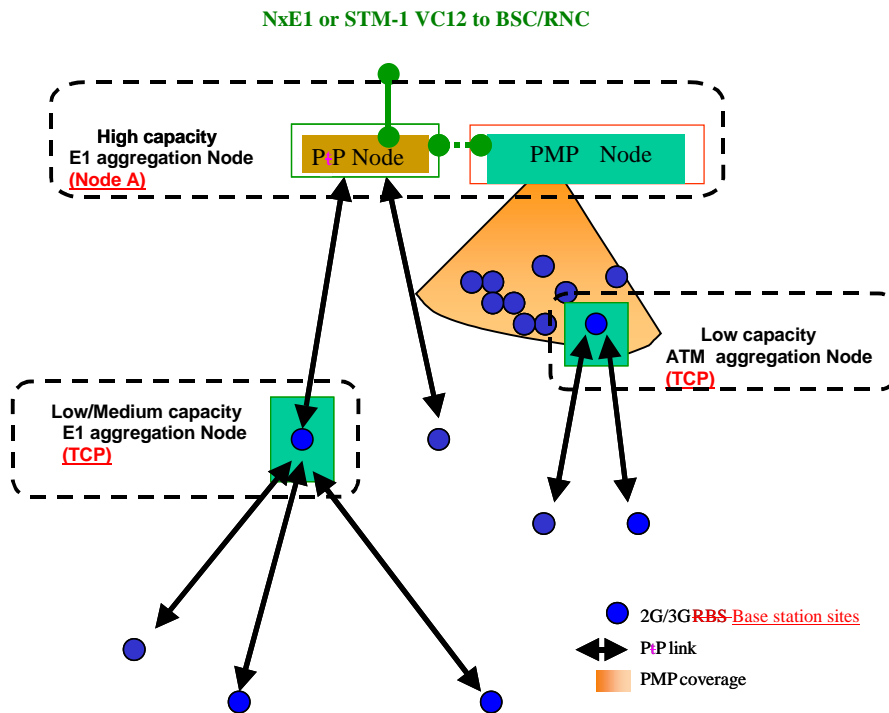 NxE1 or STM-1 VC12 to BSC/RNC
High capacity
E1 aggregation Node
(Node A)
PtP Node
PMP Node
Low capacity
ATM aggregation Node
(TCP)
Low/Medium capacity
E1 aggregation Node
(TCP)
2G/3GRBS Base station sites
PtP link
PMP coverage